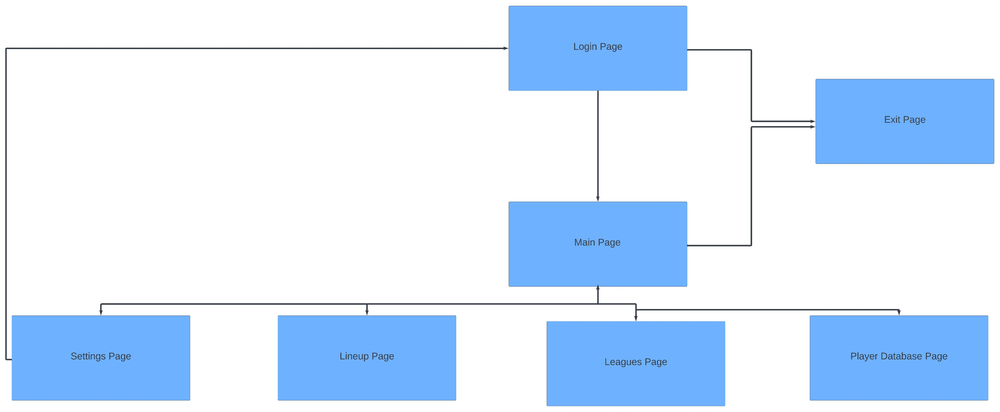 Login Page
Exit Page
Main Page
Settings Page
Lineup Page
Leagues Page
Player Database Page